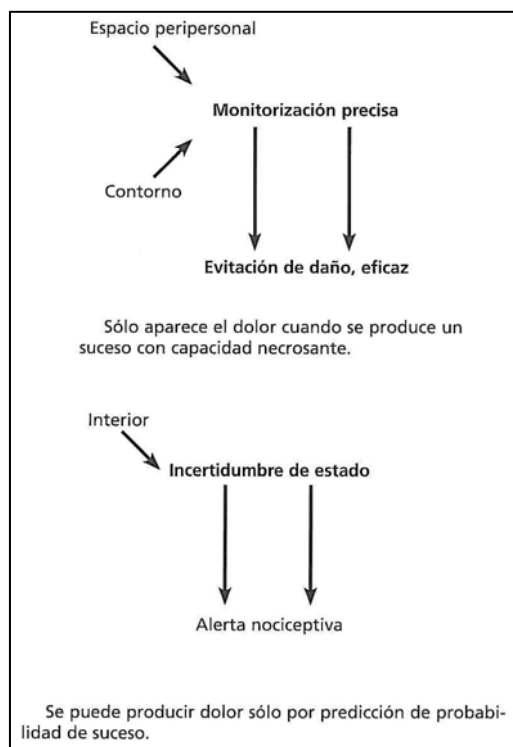 Espacio peripersonal
Monitorización precisa
Contorno
Evitación de daño, eficaz
Sólo aparece el dolor cuando se produce un
suceso con capacidad necrosante.
Interior
Incertidumbre de estado
Alerta nociceptiva
Se puede producir dolor sólo por predicción de probabi-
lidad de suceso.